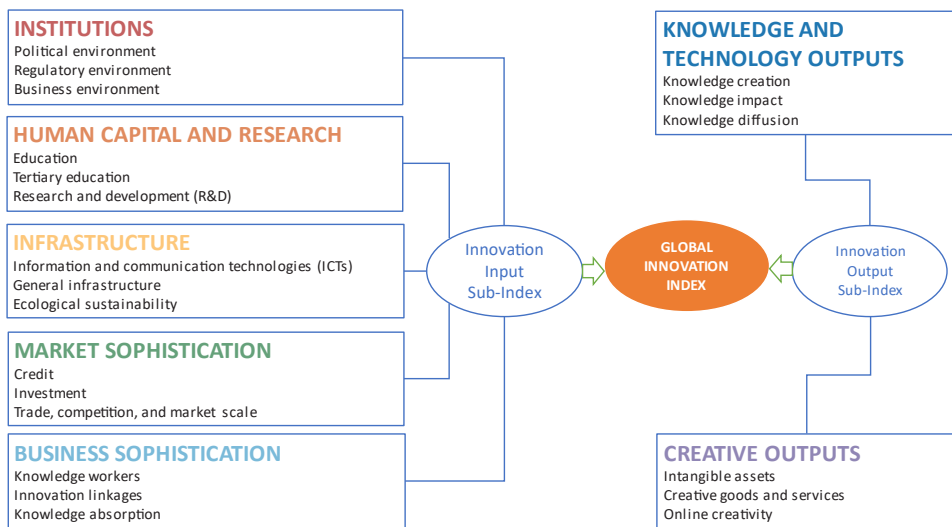 INSTITUTIONS
Political environment
Regulatory environment
Business environment
HUMAN CAPITAL AND RESEARCH
Education
Tertiary education
Research and development (R&D)
INFRASTRUCTURE
Information and communication technologies (ICTs)
General infrastructure
Ecological sustainability
MARKET SOPHISTICATION
Credit
Investment
Trade, competition, and market scale
BUSINESS SOPHISTICATION
Knowledge workers
Innovation linkages
Knowledge absorption
Innovation
Input
Sub-Index
GLOBAL
INNOVATION
INDEX
Innovation
Output
Sub-Index
KNOWLEDGE AND
TECHNOLOGY OUTPUTS
Knowledge creation
Knowledge impact
Knowledge diffusion
CREATIVE OUTPUTS
Intangible assets
Creative goods and services
Online creativity